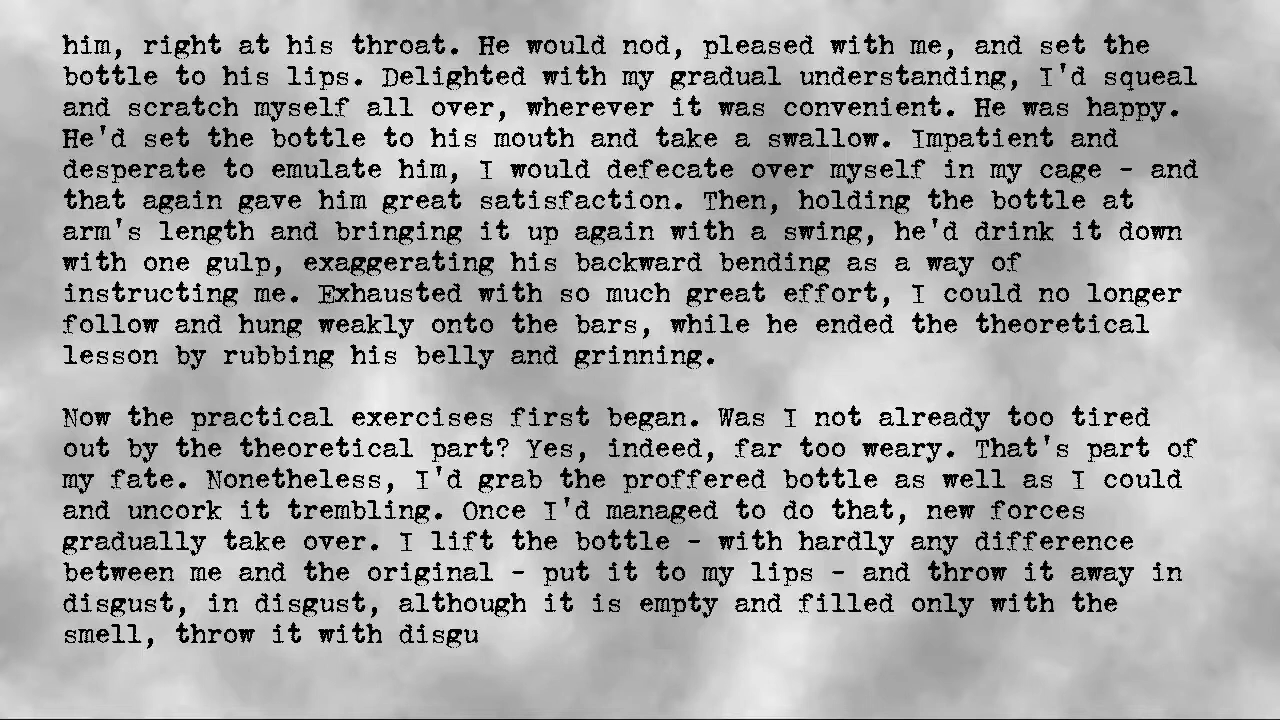 him, right at his throat. He would nod, pleased with me, and set the
bottle to his lips. Delighted with my gradual understanding, I'd squeal
and scratch myself all over, wherever it was convenient. He was happy.
He'd set the bottle to his mouth and take a swallow. Impatient and
desperate to emulate him, I would defecate over myself in my cage - and
that again gave him great satisfaction. Then, holding the bottle at
arm's length and bringing it up again with a swing, he'd drink it down
with one gulp, exaggerating his backward bending as a way of
instructing me. Exhausted with so much great effort, I could no longer
follow and hung weakly onto the bars, while he ended the theoretical
lesson by rubbing his belly and grinning.

Now the practical exercises first began. Was I not already too tired
out by the theoretical part? Yes, indeed, far too weary. That's part of
my fate. Nonetheless, I'd grab the proffered bottle as well as I could
and uncork it trembling. Once I'd managed to do that, new forces
gradually take over. I lift the bottle - with hardly any difference
between me and the original - put it to my lips - and throw it away in
disgust, in disgust, although it is empty and filled only with the
smell, throw it with disgu